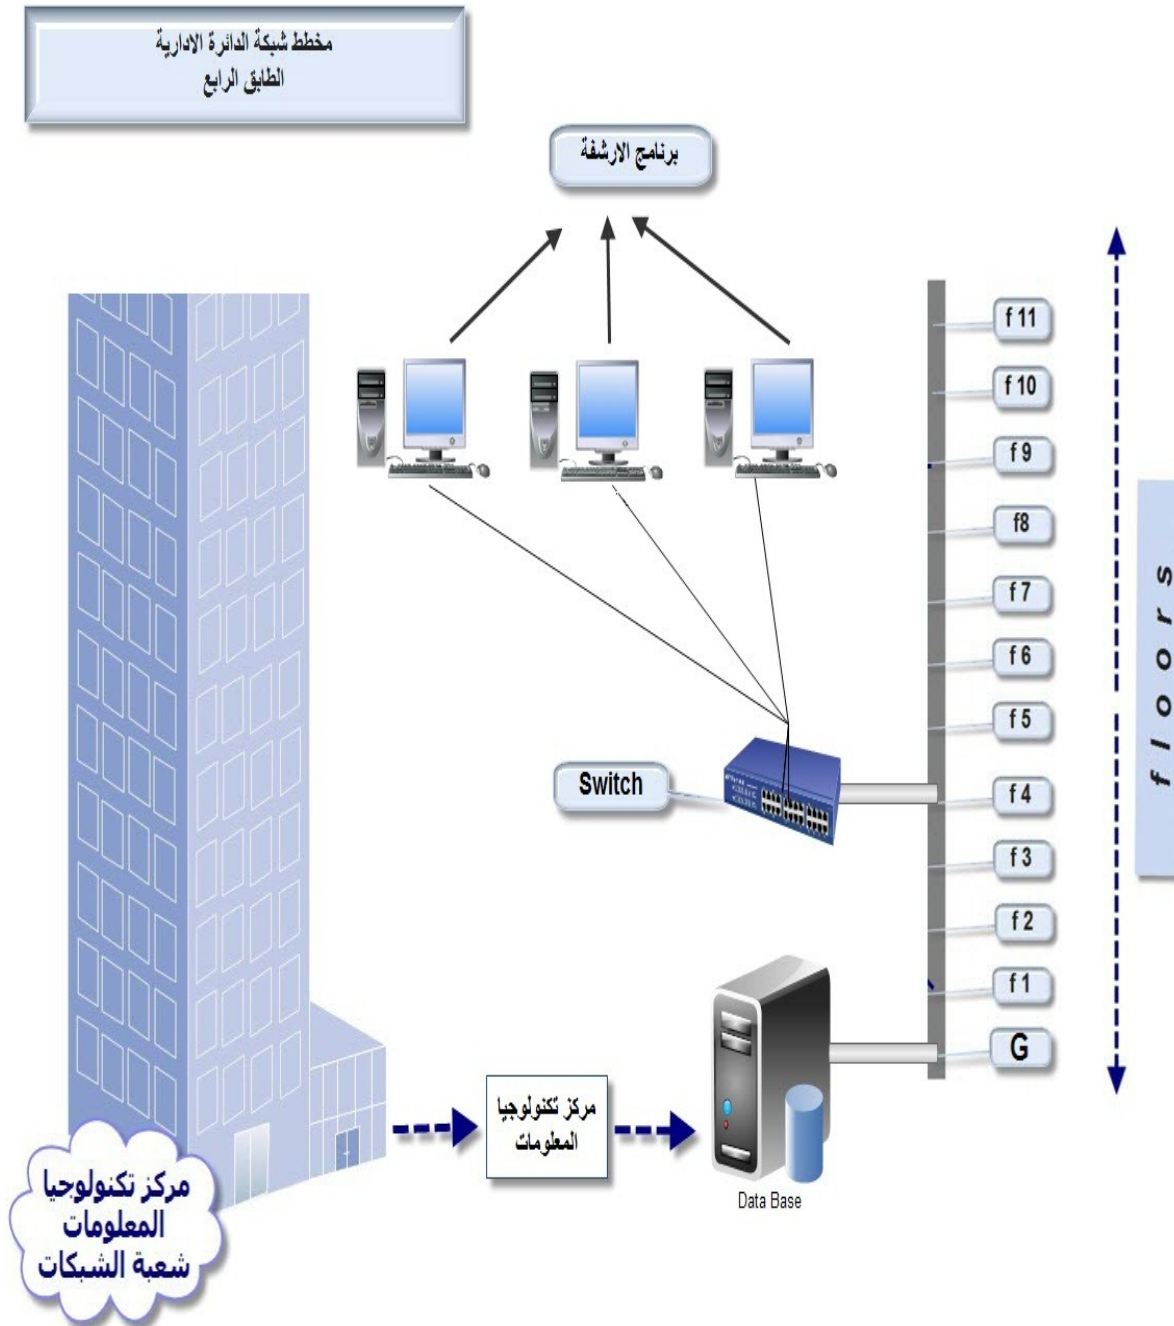 مخطط شبكة الدائرة الادارية
الطابق الرابع
برنامج الارشفة
f 11
f 10
f 9
f8
f 7
f 6
f 5
f 4
f 3
f 2
f 1
G
floors
Switch
مركز تكنولوجيا
المعلومات
Data Base
مركز تكنولوجيا
المعلومات
شعبة الشبكات